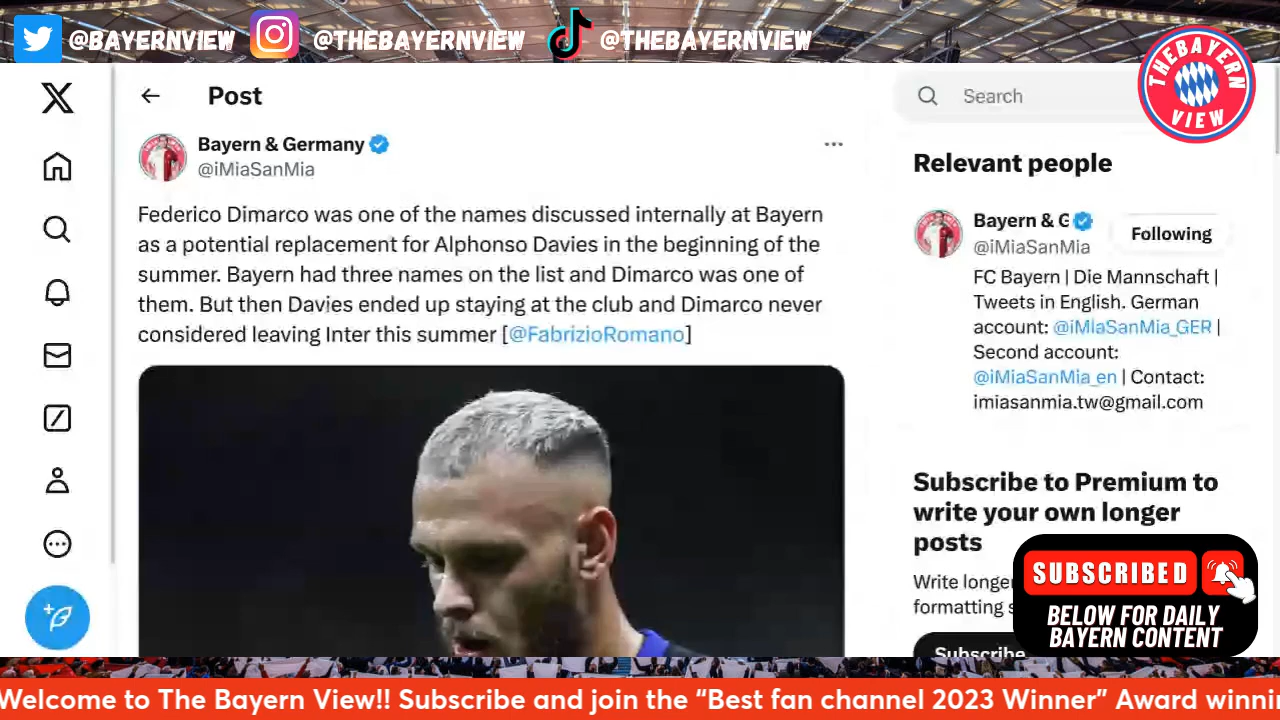 @BAYERNVIEW @THEBAYERNVIEW @THEBAYERNVIEW
THEBAYERN
VIEW
Post
Search
Bayern & Germany
@iMiaSanMia
Federico Dimarco was one of the names discussed internally at Bayern
as a potential replacement for Alphonso Davies in the beginning of the
summer. Bayern had three names on the list and Dimarco was one of
them. But then Davies ended up staying at the club and Dimarco never
considered leaving Inter this summer [@FabrizioRomano]
Relevant people
Bayern & G
@iMiaSanMia
Following
FC Bayern | Die Mannschaft |
Tweets in English. German
account: @iMiaSanMia_GER |
Second account:
@iMiaSanMia_en | Contact:
imiasanmia.tw@gmail.com
Subscribe to Premium to
write your own longer
posts
Write longer
formatting s
Subscribe
SUBSCRIBED
BELOW FOR DAILY
BAYERN CONTENT
Welcome to The Bayern View!! Subscribe and join the “Best fan channel 2023 Winner” Award winni